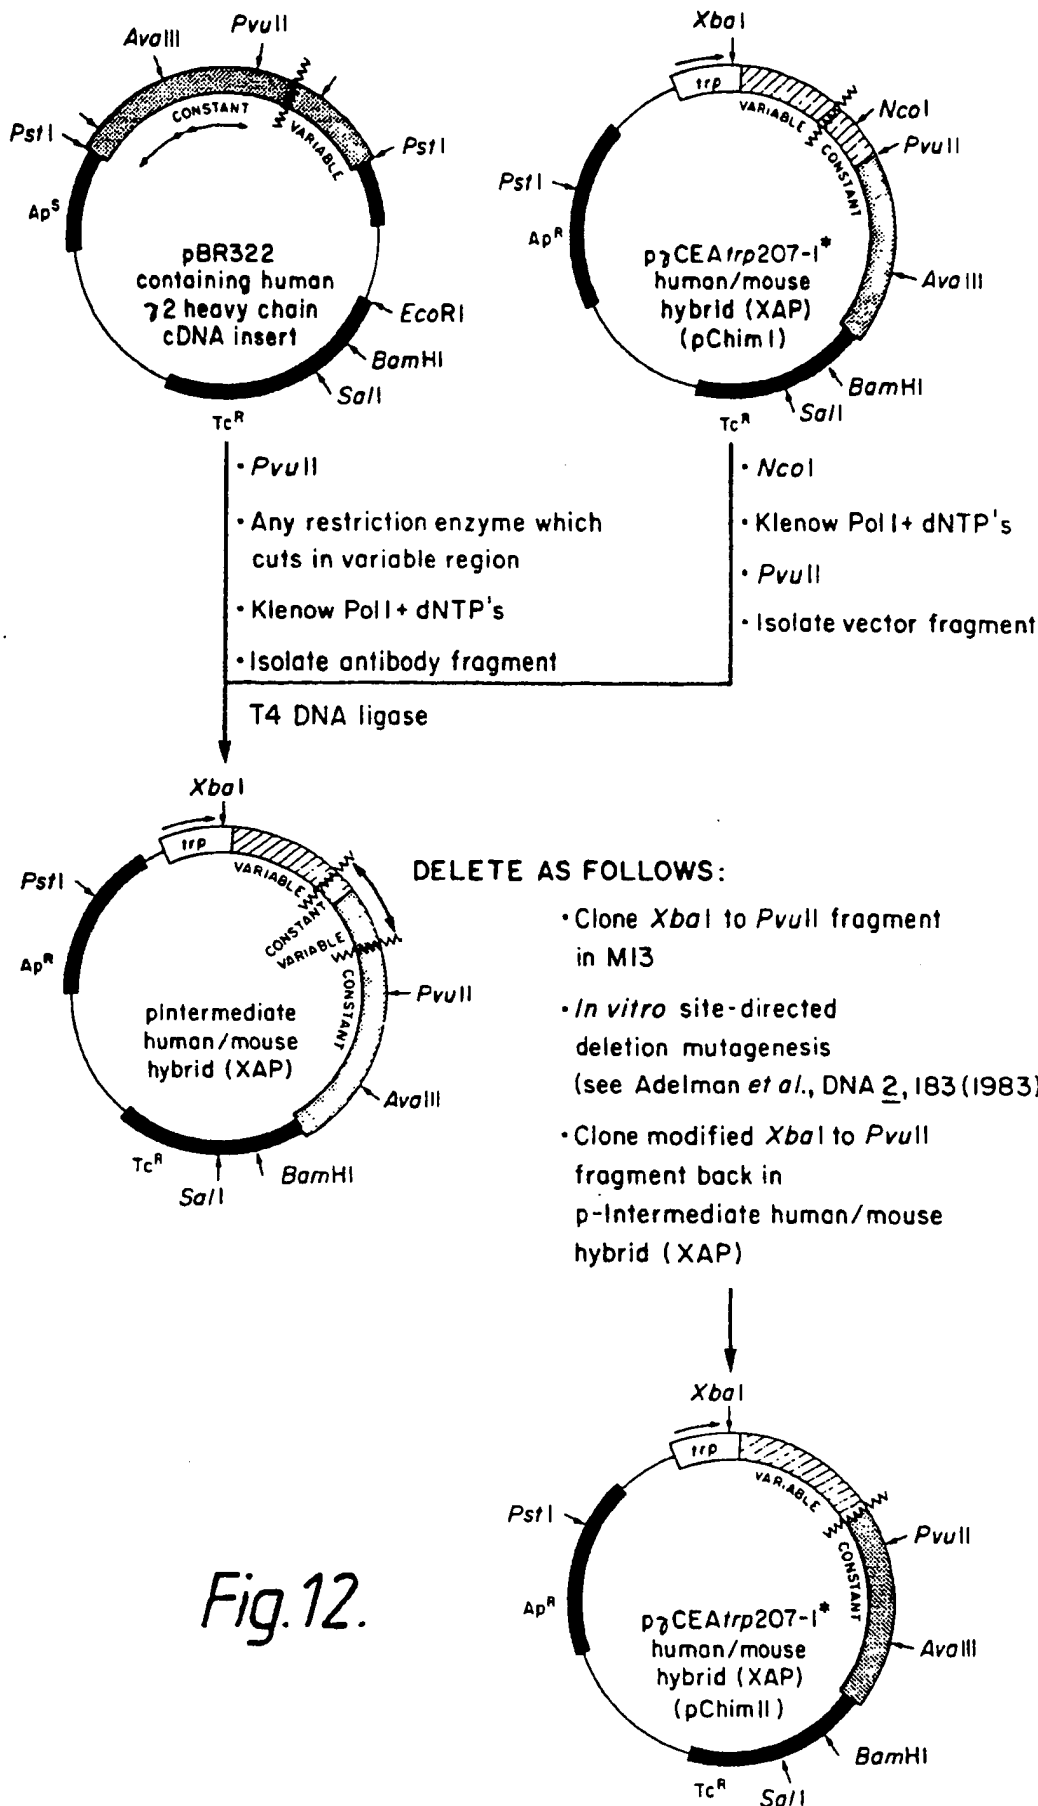 PvuII
AvaIII
CONSTANT
VARIABLE
PstI
PstI
Ap^S
pBR322
containing human
γ2 heavy chain
cDNA insert
EcoRI
BamHI
SalI
Tc^R
XbaI
trp
VARIABLE
NcoI
PvuII
CONSTANT
PstI
Ap^R
pγCEAtrp207-1*
human/mouse
hybrid (XAP)
(pChimI)
AvaIII
BamHI
SalI
Tc^R
• PvuII
• Any restriction enzyme which
cuts in variable region
• Klenow PolI+ dNTP's
• Isolate antibody fragment
• NcoI
• Klenow PolI+ dNTP's
• PvuII
• Isolate vector fragment
T4 DNA ligase
XbaI
trp
VARIABLE
CONSTANT
VARIABLE
CONSTANT
PstI
Ap^R
PvuII
pIntermediate
human/mouse
hybrid (XAP)
AvaIII
Tc^R
BamHI
SalI
DELETE AS FOLLOWS:
• Clone XbaI to PvuII fragment
in M13
• In vitro site-directed
deletion mutagenesis
(see Adelman et al., DNA 2, 183(1983)
• Clone modified XbaI to PvuII
fragment back in
p-Intermediate human/mouse
hybrid (XAP)
XbaI
trp
VARIABLE
PstI
PvuII
CONSTANT
Ap^R
pγCEAtrp207-1*
human/mouse
hybrid (XAP)
(pChimII)
AvaIII
BamHI
Tc^R
SalI
Fig.12.